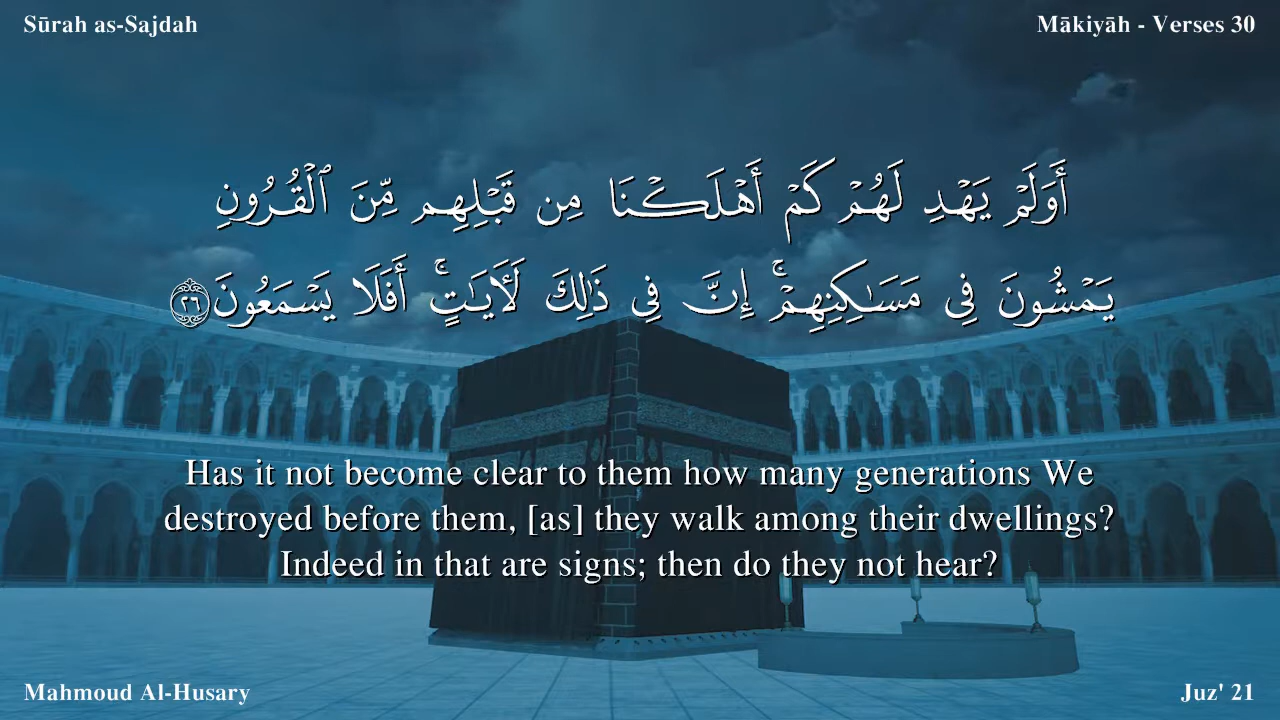 Sūrah as-Sajdah
Mākiyāh - Verses 30
أَوَلَمْ يَهْدِ لَهُمْ كَمْ أَهْلَكْنَا مِن قَبْلِهِم مِّنَ ٱلْقُرُونِ
يَمْشُونَ فِى مَسَـٰكِنِهِمْ ۚ إِنَّ فِى ذَٰلِكَ لَـَٔايَـٰتٍ ۚ أَفَلَا يَسْمَعُونَ ٢٦
Has it not become clear to them how many generations We
destroyed before them, [as] they walk among their dwellings?
Indeed in that are signs; then do they not hear?
Mahmoud Al-Husary
Juz' 21